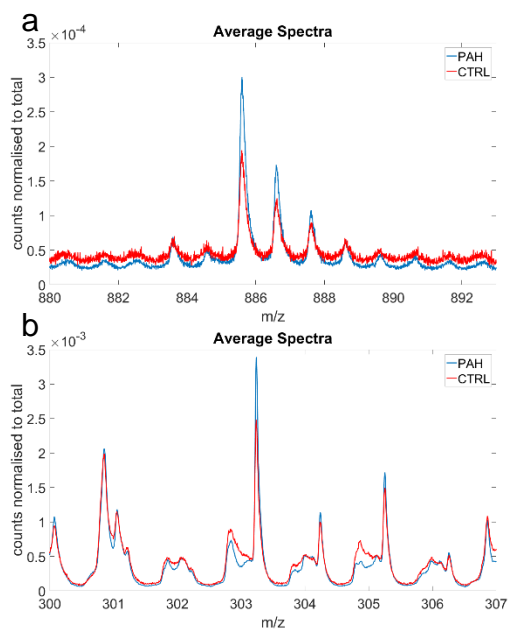 a
Average Spectra
×10⁻⁴
3.5
3
2.5
2
1.5
1
0.5
0
880 882 884 886 888 890 892
m/z
counts normalised to total
PAH
CTRL
b
Average Spectra
×10⁻³
3.5
3
2.5
2
1.5
1
0.5
0
300 301 302 303 304 305 306 307
m/z
counts normalised to total
PAH
CTRL